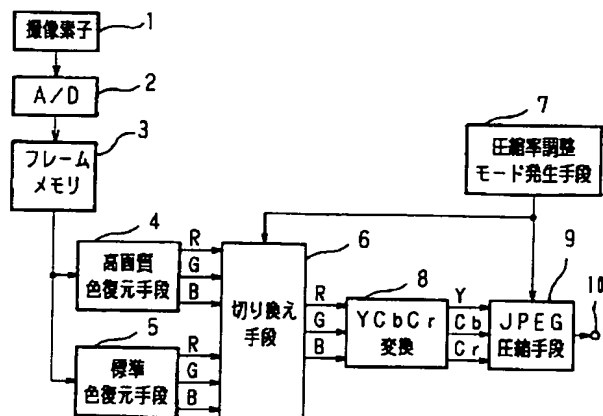 1
撮像素子
2
A/D
3
フレーム
メモリ
7
圧縮率調整
モード発生手段
4
高画質
色復元手段
R
G
B
5
標準
色復元手段
R
G
B
6
切り換え
手段
R
G
B
8
YCbCr
変換
Y
Cb
Cr
9
JPEG
圧縮手段
10